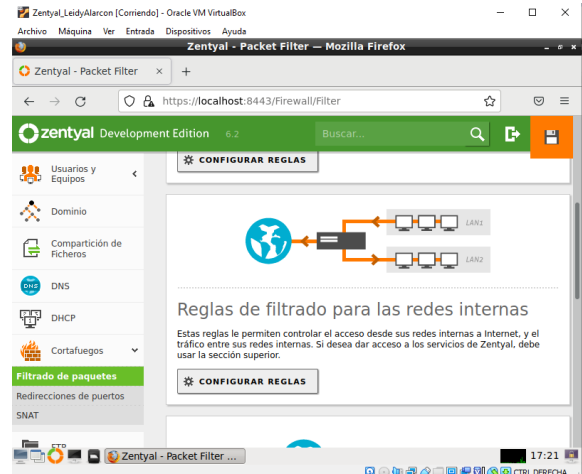 Zentyal_LeidyAlarcon [Corriendo] - Oracle VM VirtualBox
Archivo Máquina Ver Entrada Dispositivos Ayuda
Zentyal - Packet Filter — Mozilla Firefox
Zentyal - Packet Filter
https://localhost:8443/Firewall/Filter
zentyal Development Edition 6.2
Buscar...
CONFIGURAR REGLAS
Usuarios y
Equipos
Dominio
Compartición de
Ficheros
DNS
DNS
DHCP
Cortafuegos
Filtrado de paquetes
Redirecciones de puertos
SNAT
FTP
LAN1
LAN2
Reglas de filtrado para las redes internas
Estas reglas le permiten controlar el acceso desde sus redes internas a Internet, y el
tráfico entre sus redes internas. Si desea dar acceso a los servicios de Zentyal, debe
usar la sección superior.
CONFIGURAR REGLAS
Zentyal - Packet Filter ...
17:21
CTRL DERECHA